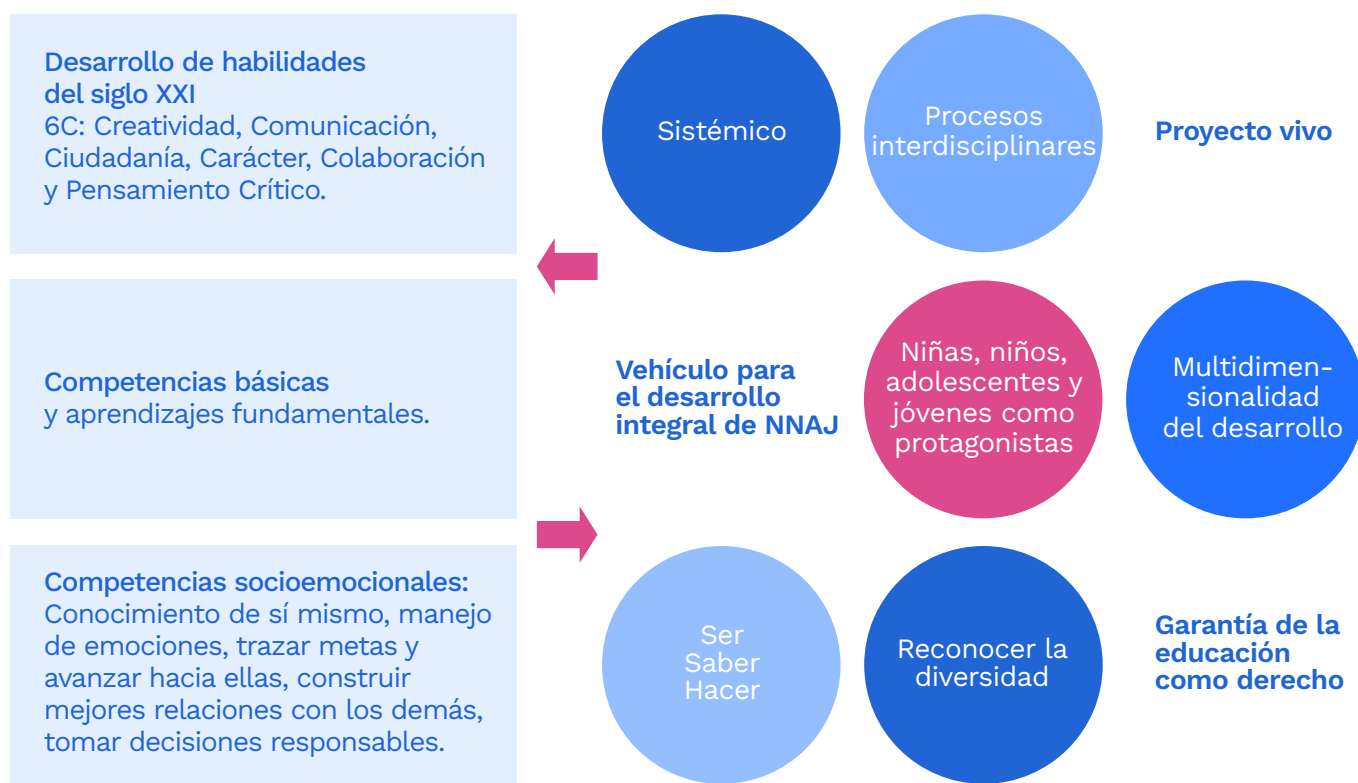 Desarrollo de habilidades
del siglo XXI
6C: Creatividad, Comunicación,
Ciudadanía, Carácter, Colaboración
y Pensamiento Crítico.
Sistémico
Procesos
interdisciplinares
Proyecto vivo
Competencias básicas
y aprendizajes fundamentales.
Vehículo para
el desarrollo
integral de NNAJ
Niñas, niños,
adolescentes y
jóvenes como
protagonistas
Multidimen-
sionalidad
del desarrollo
Competencias socioemocionales:
Conocimiento de sí mismo, manejo
de emociones, trazar metas y
avanzar hacia ellas, construir
mejores relaciones con los demás,
tomar decisiones responsables.
Ser
Saber
Hacer
Reconocer la
diversidad
Garantía de la
educación
como derecho